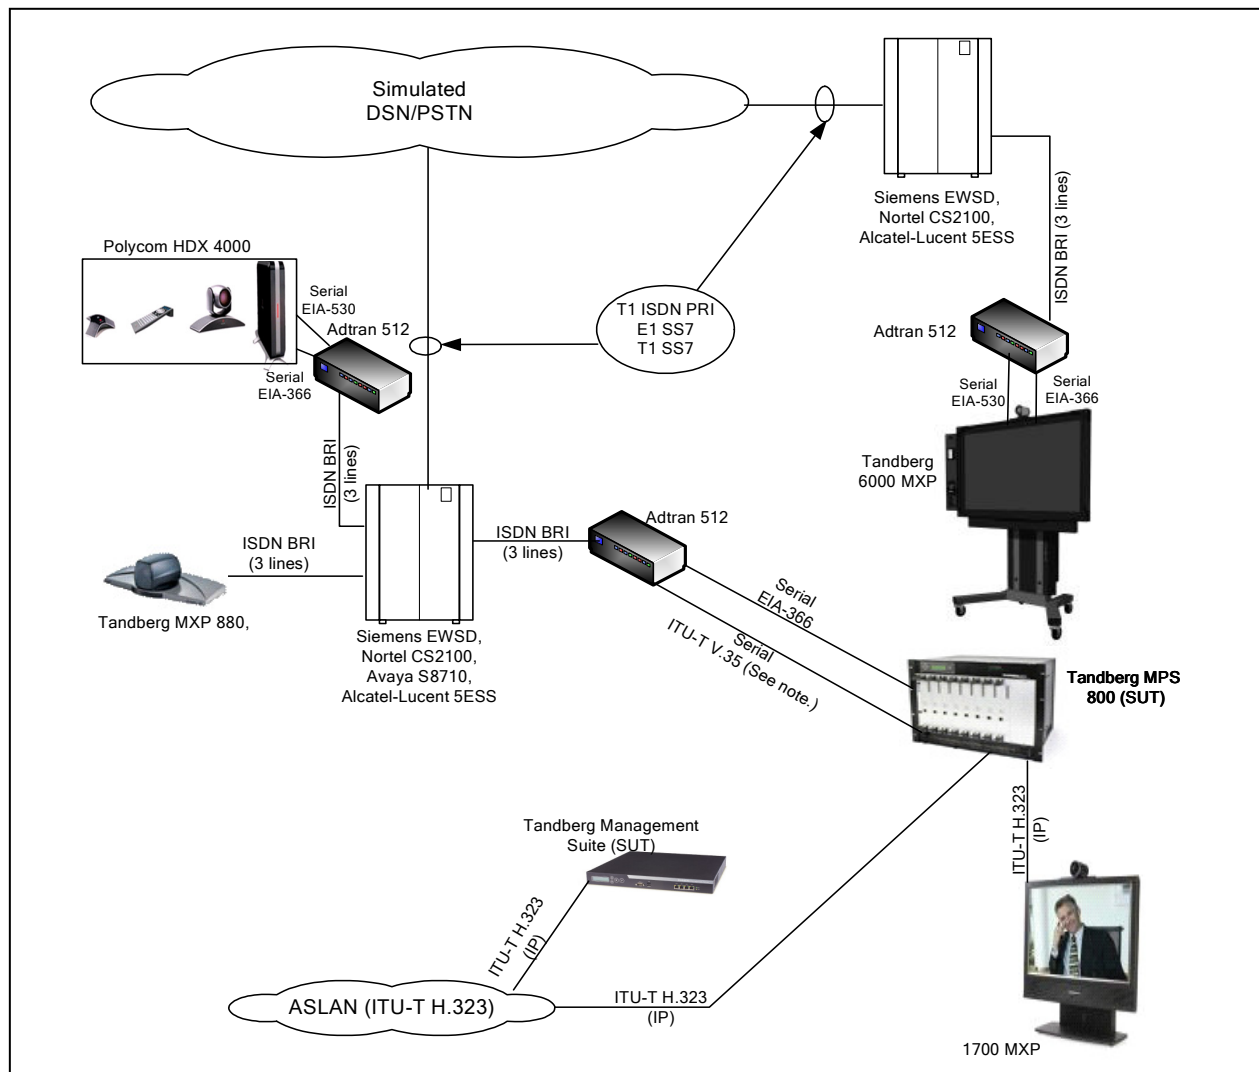 Simulated
DSN/PSTN
Siemens EWSD,
Nortel CS2100,
Alcatel-Lucent 5ESS
ISDN BRI (3 lines)
Polycom HDX 4000
Serial
EIA-530
Adtran 512
Serial
EIA-366
T1 ISDN PRI
E1 SS7
T1 SS7
Adtran 512
Serial
EIA-530
Serial
EIA-366
Tandberg
6000 MXP
ISDN BRI
(3 lines)
ISDN BRI
(3 lines)
Tandberg MXP 880,
ISDN BRI
(3 lines)
Adtran 512
Siemens EWSD,
Nortel CS2100,
Avaya S8710,
Alcatel-Lucent 5ESS
Serial
EIA-366
Serial
ITU-T V.35 (See note.)
Tandberg MPS
800 (SUT)
ITU-T H.323
(IP)
Tandberg Management
Suite (SUT)
ITU-T H.323
(IP)
ASLAN (ITU-T H.323)
ITU-T H.323
(IP)
1700 MXP